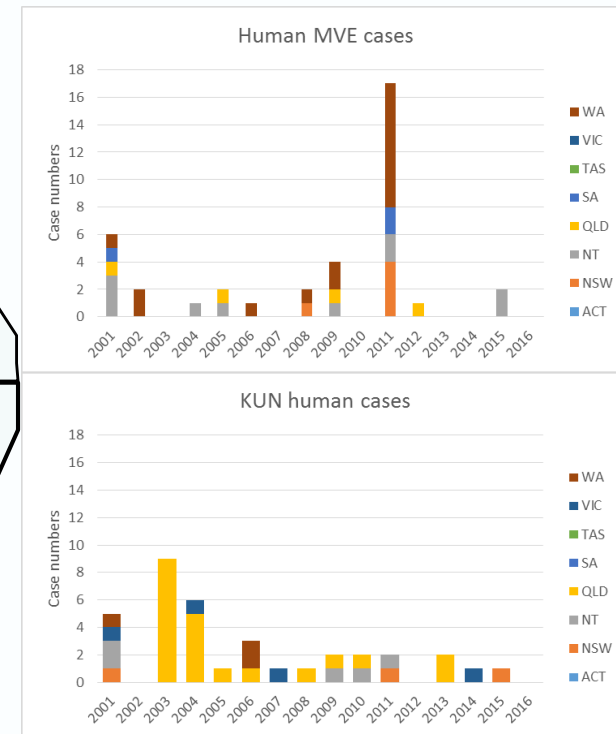 Human MVE cases
18
16
14
12
10
8
6
4
2
0
Case numbers
2001 2002 2003 2004 2005 2006 2007 2008 2009 2010 2011 2012 2013 2014 2015 2016
WA
VIC
TAS
SA
QLD
NT
NSW
ACT
KUN human cases
18
16
14
12
10
8
6
4
2
0
Case numbers
2001 2002 2003 2004 2005 2006 2007 2008 2009 2010 2011 2012 2013 2014 2015 2016
WA
VIC
TAS
SA
QLD
NT
NSW
ACT